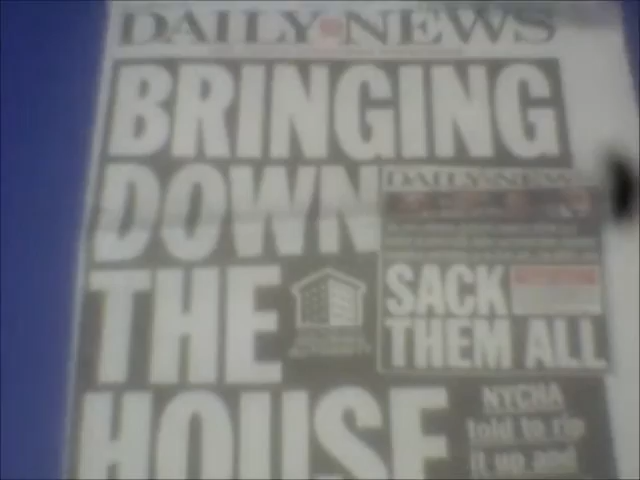 DAILY NEWS
BRINGING
DOWN
THE
HOUSE
DAILY NEWS
SACK
THEM ALL
NYCHA
told to rip
it up and